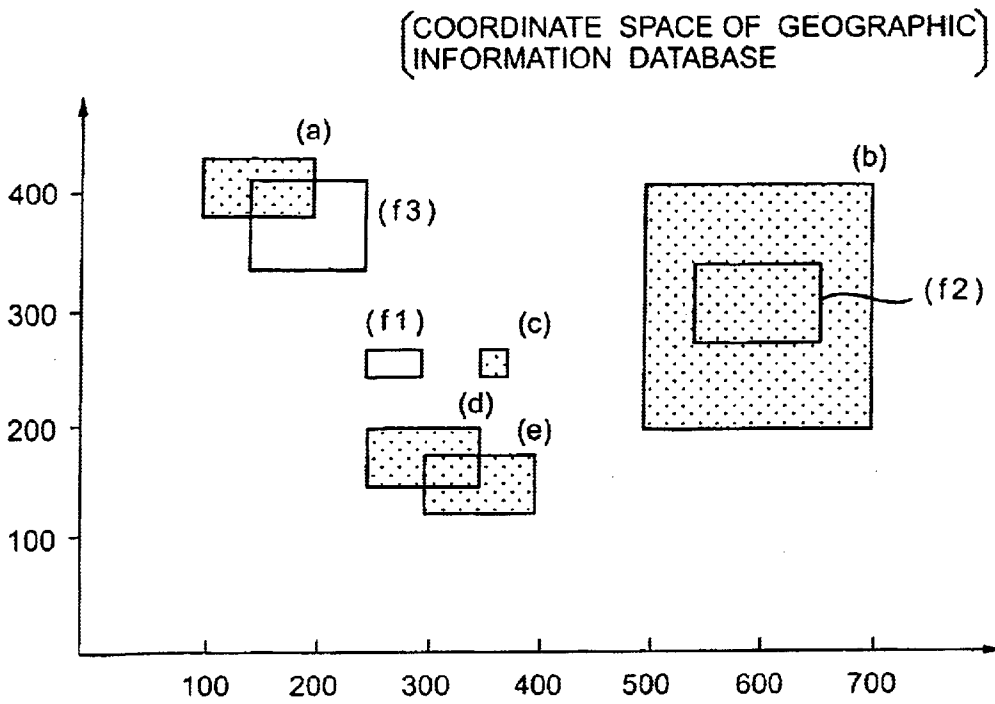 COORDINATE SPACE OF GEOGRAPHIC
INFORMATION DATABASE
(a)
(b)
400
(f3)
300
(f1)
(c)
(f2)
(d)
200
(e)
100
100 200 300 400 500 600 700